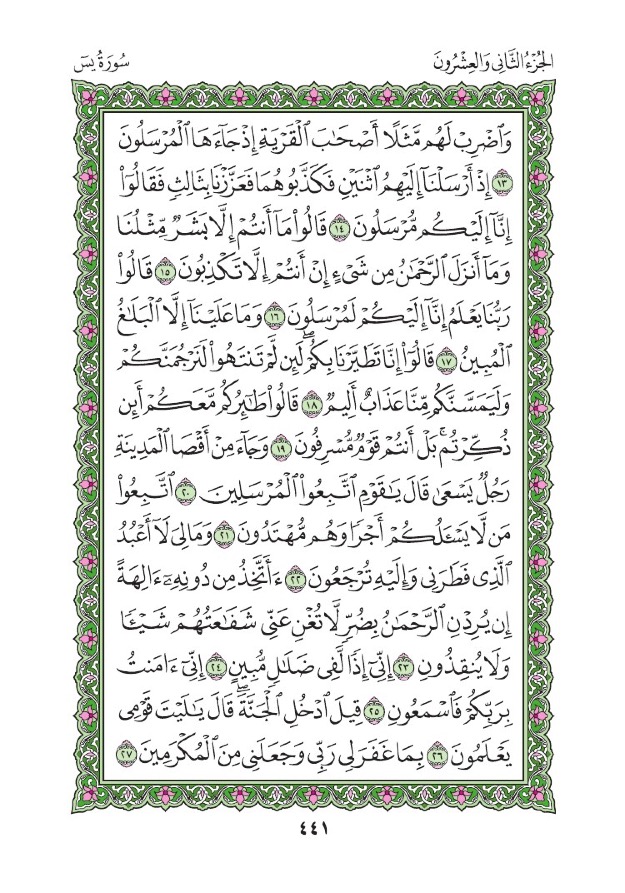 الجُزْءُ الثَّانِي وَالعِشْرُونَ
سُورَةُ يسٓ
وَٱضْرِبْ لَهُم مَّثَلًا أَصْحَٰبَ ٱلْقَرْيَةِ إِذْ جَآءَهَا ٱلْمُرْسَلُونَ
١٣ إِذْ أَرْسَلْنَآ إِلَيْهِمُ ٱثْنَيْنِ فَكَذَّبُوهُمَا فَعَزَّزْنَا بِثَالِثٍ فَقَالُوٓا۟
إِنَّآ إِلَيْكُم مُّرْسَلُونَ ١٤ قَالُوا۟ مَآ أَنتُمْ إِلَّا بَشَرٌ مِّثْلُنَا
وَمَآ أَنزَلَ ٱلرَّحْمَٰنُ مِن شَىْءٍ إِنْ أَنتُمْ إِلَّا تَكْذِبُونَ ١٥ قَالُوا۟
رَبُّنَا يَعْلَمُ إِنَّآ إِلَيْكُمْ لَمُرْسَلُونَ ١٦ وَمَا عَلَيْنَآ إِلَّا ٱلْبَلَٰغُ
ٱلْمُبِينُ ١٧ قَالُوٓا۟ إِنَّا تَطَيَّرْنَا بِكُمْ ۖ لَئِن لَّمْ تَنتَهُوا۟ لَنَرْجُمَنَّكُمْ
وَلَيَمَسَّنَّكُم مِّنَّا عَذَابٌ أَلِيمٌ ١٨ قَالُوا۟ طَٰٓئِرُكُم مَّعَكُمْ ۚ أَئِن
ذُكِّرْتُم ۚ بَلْ أَنتُمْ قَوْمٌ مُّسْرِفُونَ ١٩ وَجَآءَ مِنْ أَقْصَا ٱلْمَدِينَةِ
رَجُلٌ يَسْعَىٰ قَالَ يَٰقَوْمِ ٱتَّبِعُوا۟ ٱلْمُرْسَلِينَ ٢٠ ٱتَّبِعُوا۟
مَن لَّا يَسْـَٔلُكُمْ أَجْرًا وَهُم مُّهْتَدُونَ ٢١ وَمَا لِىَ لَآ أَعْبُدُ
ٱلَّذِى فَطَرَنِى وَإِلَيْهِ تُرْجَعُونَ ٢٢ ءَأَتَّخِذُ مِن دُونِهِۦٓ ءَالِهَةً
إِن يُرِدْنِ ٱلرَّحْمَٰنُ بِضُرٍّ لَّا تُغْنِ عَنِّى شَفَٰعَتُهُمْ شَيْـًٔا
وَلَا يُنقِذُونِ ٢٣ إِنِّىٓ إِذًا لَّفِى ضَلَٰلٍ مُّبِينٍ ٢٤ إِنِّىٓ ءَامَنتُ
بِرَبِّكُمْ فَٱسْمَعُونِ ٢٥ قِيلَ ٱدْخُلِ ٱلْجَنَّةَ ۖ قَالَ يَٰلَيْتَ قَوْمِى
يَعْلَمُونَ ٢٦ بِمَا غَفَرَ لِى رَبِّى وَجَعَلَنِى مِنَ ٱلْمُكْرَمِينَ ٢٧
٤٤١